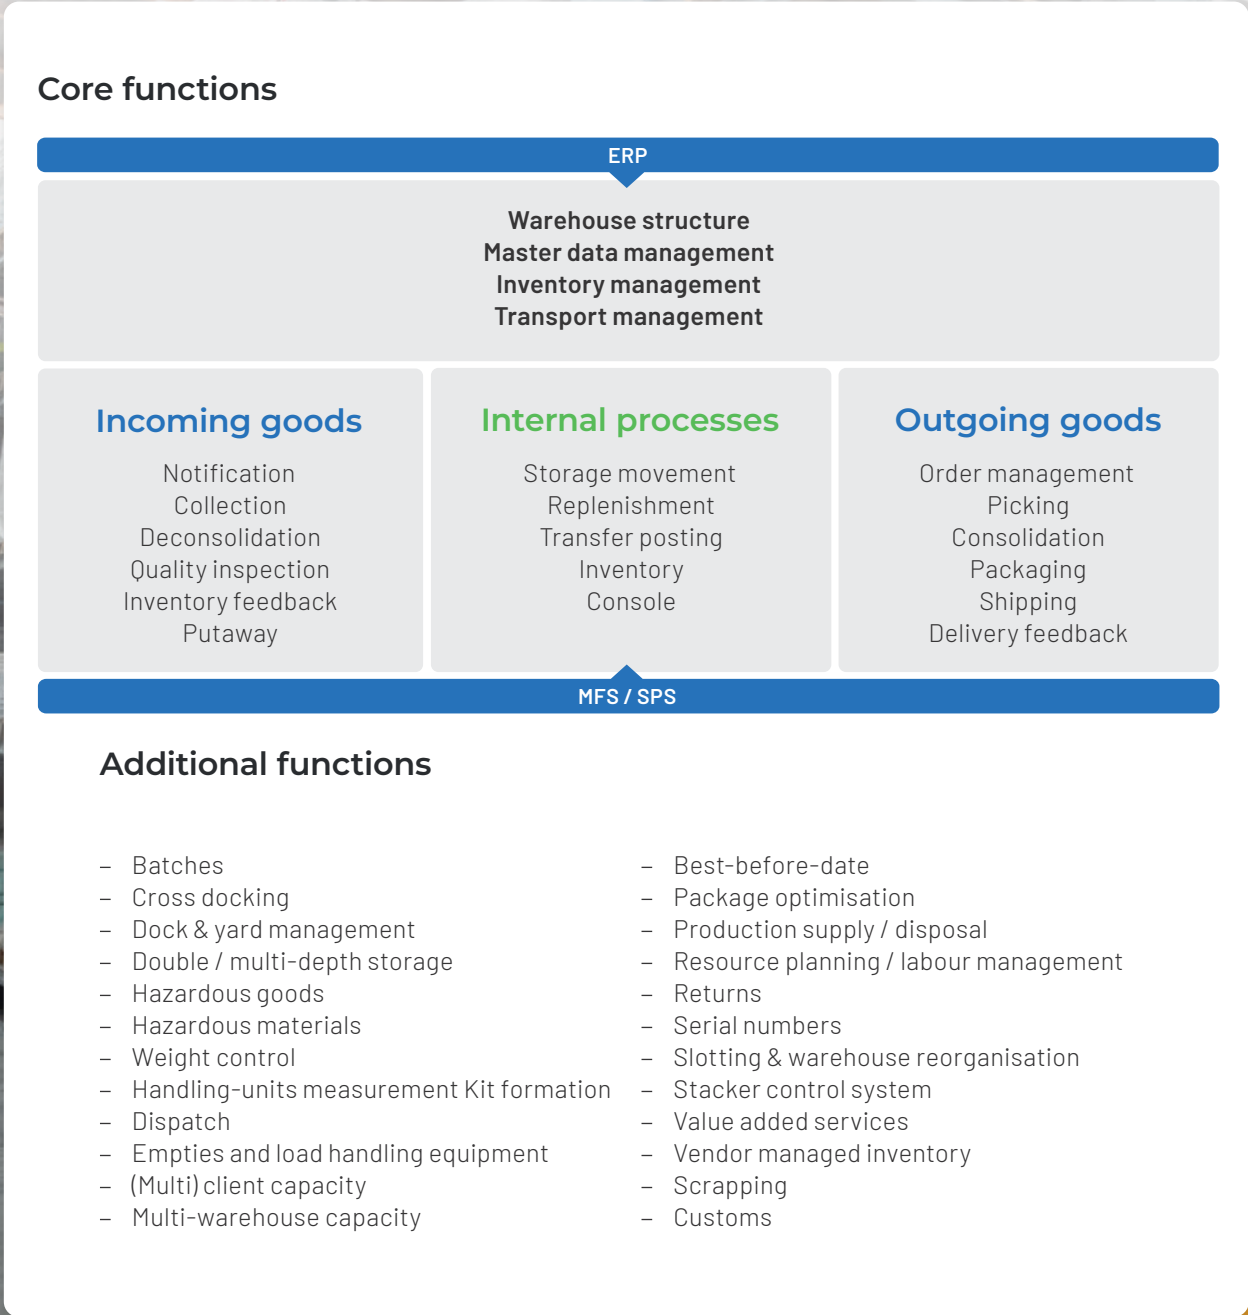 Core functions
ERP
Warehouse structure
Master data management
Inventory management
Transport management
Incoming goods
Notification
Collection
Deconsolidation
Quality inspection
Inventory feedback
Putaway
Internal processes
Storage movement
Replenishment
Transfer posting
Inventory
Console
Outgoing goods
Order management
Picking
Consolidation
Packaging
Shipping
Delivery feedback
MFS / SPS
Additional functions
– Batches
– Cross docking
– Dock & yard management
– Double / multi-depth storage
– Hazardous goods
– Hazardous materials
– Weight control
– Handling-units measurement Kit formation
– Dispatch
– Empties and load handling equipment
– (Multi) client capacity
– Multi-warehouse capacity
– Best-before-date
– Package optimisation
– Production supply / disposal
– Resource planning / labour management
– Returns
– Serial numbers
– Slotting & warehouse reorganisation
– Stacker control system
– Value added services
– Vendor managed inventory
– Scrapping
– Customs